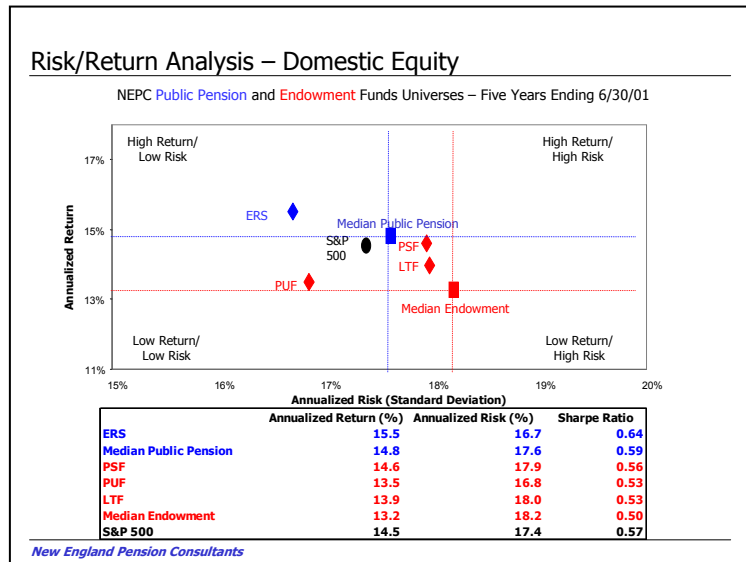 Risk/Return Analysis – Domestic Equity
NEPC Public Pension and Endowment Funds Universes – Five Years Ending 6/30/01
High Return/
Low Risk
High Return/
High Risk
17%
ERS
Median Public Pension
15%
S&P
500
PSF
LTF
PUF
13%
Median Endowment
Low Return/
Low Risk
Low Return/
High Risk
11%
Annualized Return
15% 16% 17% 18% 19% 20%
Annualized Risk (Standard Deviation)
Annualized Return (%) Annualized Risk (%) Sharpe Ratio
ERS 15.5 16.7 0.64
Median Public Pension 14.8 17.6 0.59
PSF 14.6 17.9 0.56
PUF 13.5 16.8 0.53
LTF 13.9 18.0 0.53
Median Endowment 13.2 18.2 0.50
S&P 500 14.5 17.4 0.57
New England Pension Consultants